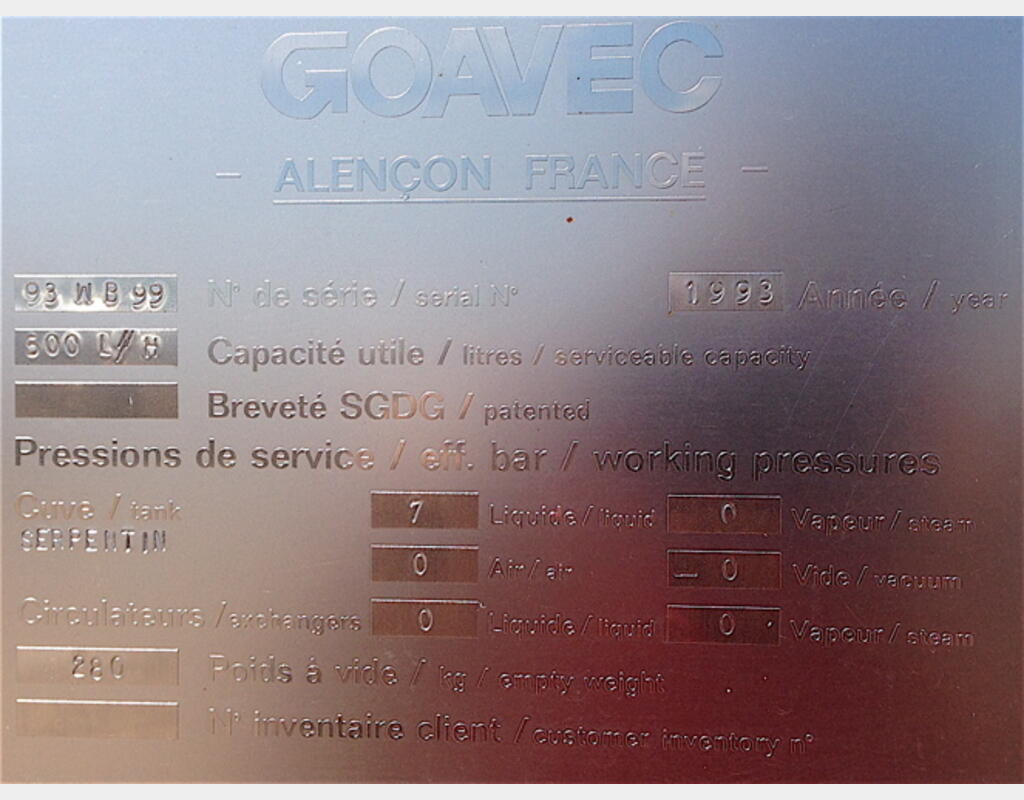 GOAVEC
- ALENÇON FRANCE -
93 WB 99 N° de série / serial N° 1993 Année / year
500 L/H Capacité utile / litres / serviceable capacity
Breveté SGDG / patented
Pressions de service / eff. bar / working pressures
Cuve / tank 7 Liquide / liquid 0 Vapeur / steam
SERPENTIN
0 Air / air - 0 Vide / vacuum
Circulateurs / exchangers 0 Liquide / liquid 0 Vapeur / steam
280 Poids à vide / kg / empty weight
N° inventaire client / customer inventory n°